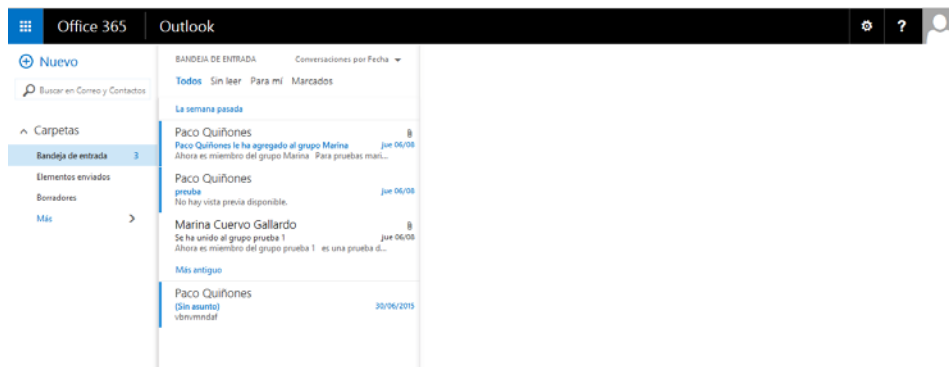 Office 365 Outlook ?
Nuevo
Buscar en Correo y Contactos
Carpetas
Bandeja de entrada 3
Elementos enviados
Borradores
Más
BANDEJA DE ENTRADA Conversaciones por Fecha
Todos Sin leer Para mí Marcados
La semana pasada
Paco Quiñones
Paco Quiñones le ha agregado al grupo Marina jue 06/08
Ahora es miembro del grupo Marina Para pruebas mari...
Paco Quiñones
preuba jue 06/08
No hay vista previa disponible.
Marina Cuervo Gallardo
Se ha unido al grupo prueba 1 jue 06/08
Ahora es miembro del grupo prueba 1 es una prueba d...
Más antiguo
Paco Quiñones
(Sin asunto) 30/06/2015
vbnvmndaf